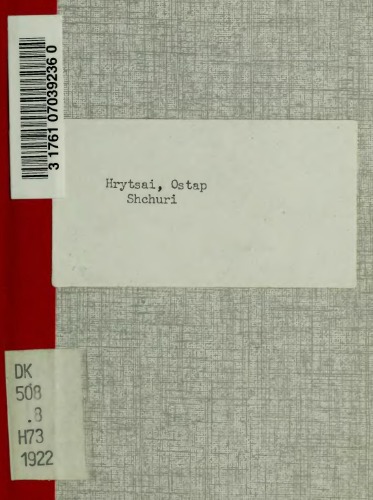 3 1761 07039236 0
Hrytsai, Ostap
Shchuri
DK
508
.8
H73
1922